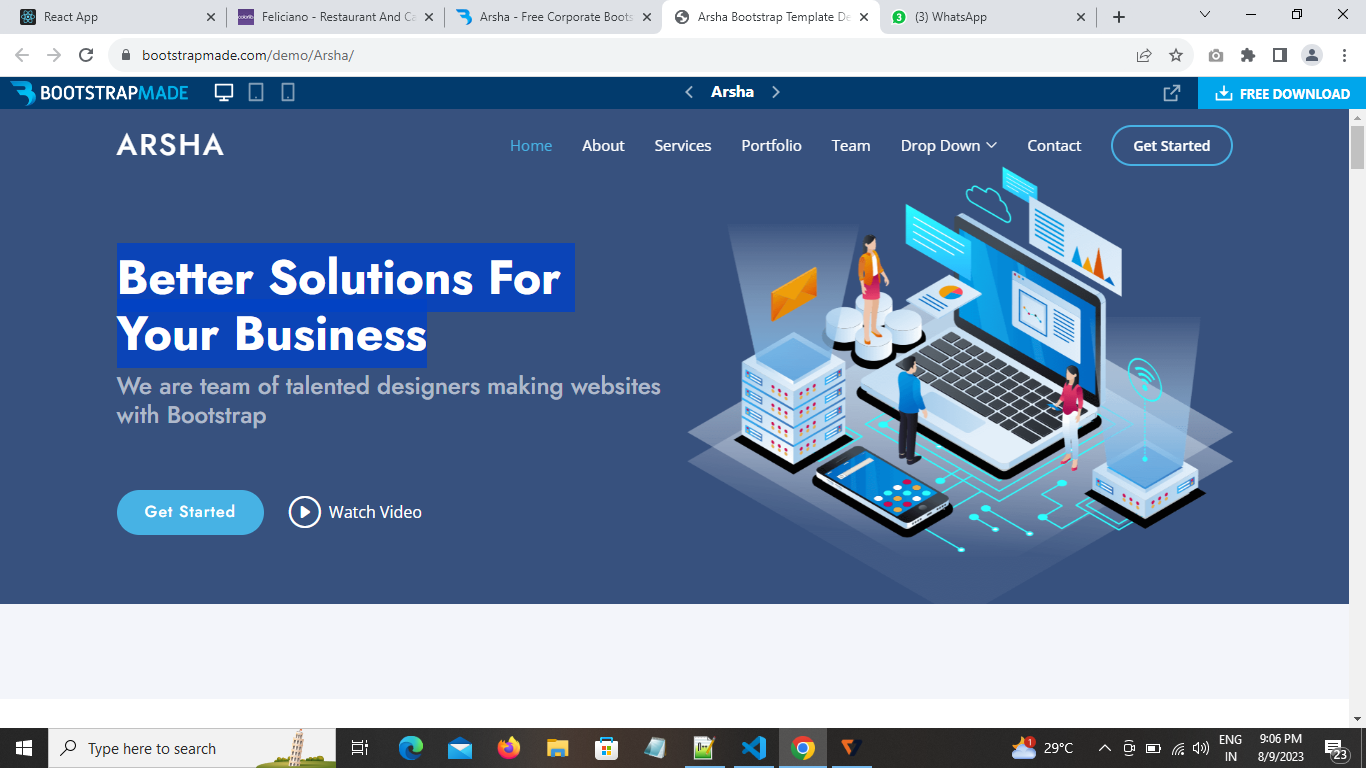 React App
Feliciano - Restaurant And Ca
Arsha - Free Corporate Boots
Arsha Bootstrap Template De
(3) WhatsApp
bootstrapmade.com/demo/Arsha/
BOOTSTRAPMADE
Arsha
FREE DOWNLOAD
ARSHA
Home
About
Services
Portfolio
Team
Drop Down
Contact
Get Started
Better Solutions For
Your Business
We are team of talented designers making websites
with Bootstrap
Get Started
Watch Video
Type here to search
1
29°C
ENG
IN
9:06 PM
8/9/2023
23